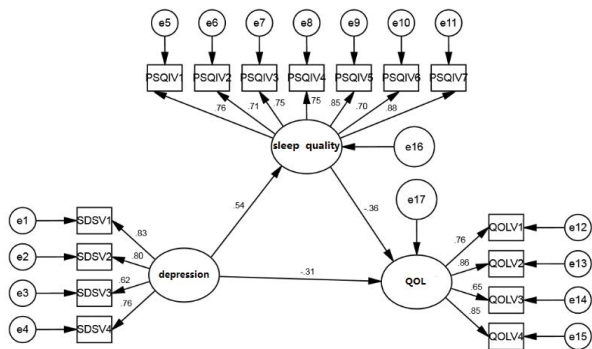 e5 e6 e7 e8 e9 e10 e11
PSQIV1 PSQIV2 PSQIV3 PSQIV4 PSQIV5 PSQIV6 PSQIV7
.76 .71 .75 .75 .85 .70 .88
sleep quality
e16
.54
-.36
e17
e1 SDSV1
.83
e2 SDSV2
.80
e3 SDSV3
.62
e4 SDSV4
.76
depression
-.31
QOL
.76
QOLV1 e12
.86
QOLV2 e13
.65
QOLV3 e14
.85
QOLV4 e15